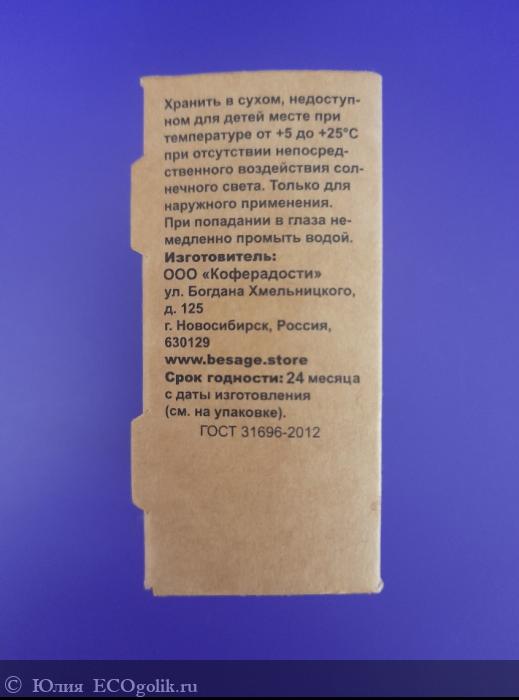 Хранить в сухом, недоступ-
ном для детей месте при
температуре от +5 до +25°С
при отсутствии непосред-
ственного воздействия сол-
нечного света. Только для
наружного применения.
При попадании в глаза не-
медленно промыть водой.
Изготовитель:
ООО «Коферадости»
ул. Богдана Хмельницкого,
д. 125
г. Новосибирск, Россия,
630129
www.besage.store
Срок годности: 24 месяца
с даты изготовления
(см. на упаковке).
ГОСТ 31696-2012
© Юлия ECOgolik.ru